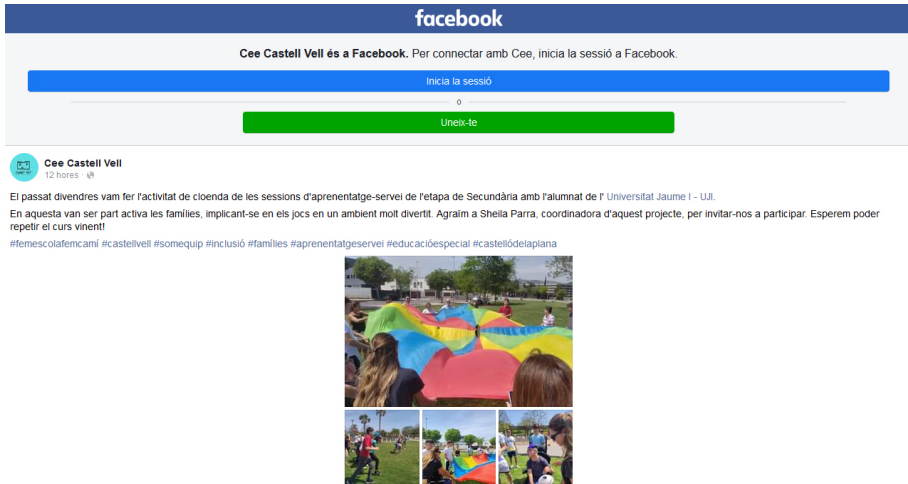 facebook
Cee Castell Vell és a Facebook. Per connectar amb Cee, inicia la sessió a Facebook.
Inicia la sessió
o
Uneix-te
Cee Castell Vell
12 hores ·
El passat divendres vam fer l'activitat de cloenda de les sessions d'aprenentatge-servei de l'etapa de Secundària amb l'alumnat de l' Universitat Jaume I - UJI.
En aquesta van ser part activa les famílies, implicant-se en els jocs en un ambient molt divertit. Agraïm a Sheila Parra, coordinadora d'aquest projecte, per invitar-nos a participar. Esperem poder
repetir el curs vinent!
#femescolafemcamí #castellvell #somequip #inclusió #famílies #aprenentatgeservei #educacióespecial #castellódelaplana